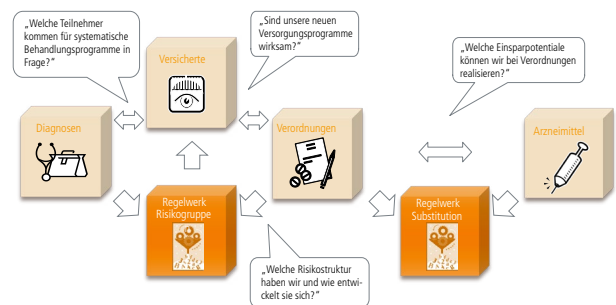 „Welche Teilnehmer
kommen für systematische
Behandlungsprogramme in
Frage?“
„Sind unsere neuen
Versorgungsprogramme
wirksam?“
„Welche Einsparpotentiale
können wir bei Verordnungen
realisieren?“
Versicherte
Diagnosen
Verordnungen
Arzneimittel
Regelwerk
Risikogruppe
Regelwerk
Substitution
„Welche Risikostruktur
haben wir und wie entwi-
ckelt sie sich?“